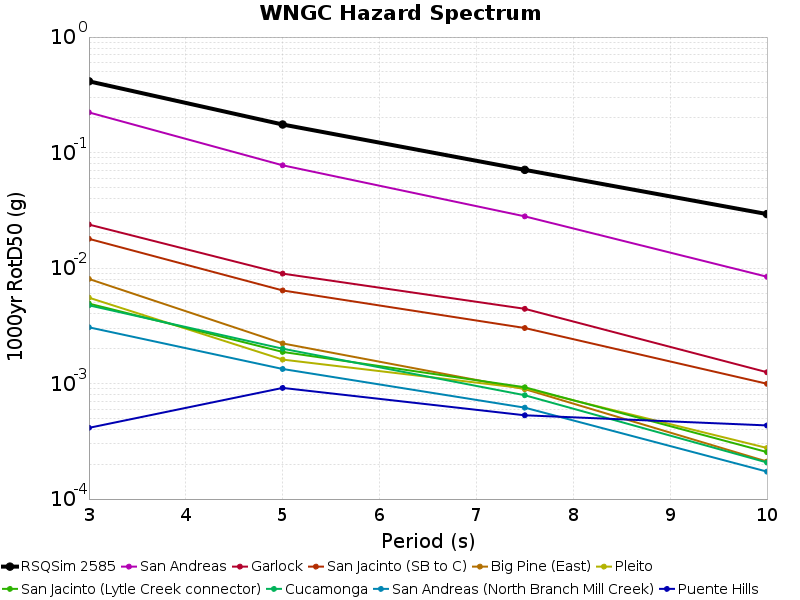 WNGC Hazard Spectrum
10^0
10^-1
10^-2
10^-3
10^-4
1000yr RotD50 (g)
3 4 5 6 7 8 9 10
Period (s)
RSQSim 2585 San Andreas Garlock San Jacinto (SB to C) Big Pine (East) Pleito
San Jacinto (Lytle Creek connector) Cucamonga San Andreas (North Branch Mill Creek) Puente Hills